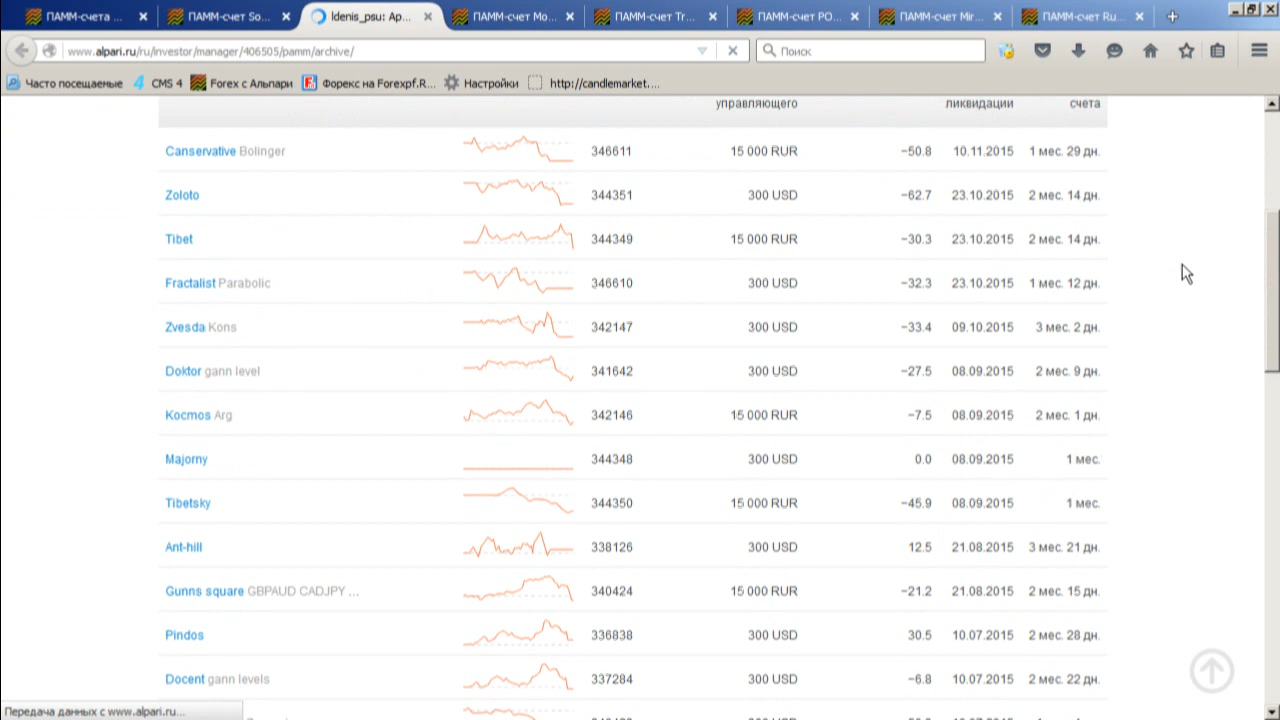 ПАММ-счета ...
ПАММ-счет So...
ldenis_psu: Ар...
ПАММ-счет Mo...
ПАММ-счет Tr...
ПАММ-счет PO...
ПАММ-счет Mir...
ПАММ-счет Ru...
www.alpari.ru/ru/investor/manager/406505/pamm/archive/
Поиск
Часто посещаемые
CMS 4
Forex с Альпари
Форекс на Forexpf.R...
Настройки
http://candlemarket....
управляющего ликвидации счета
Canservative Bolinger 346611 15 000 RUR −50.8 10.11.2015 1 мес. 29 дн.
Zoloto 344351 300 USD −62.7 23.10.2015 2 мес. 14 дн.
Tibet 344349 15 000 RUR −30.3 23.10.2015 2 мес. 14 дн.
Fractalist Parabolic 346610 300 USD −32.3 23.10.2015 1 мес. 12 дн.
Zvesda Kons 342147 300 USD −33.4 09.10.2015 3 мес. 2 дн.
Doktor gann level 341642 300 USD −27.5 08.09.2015 2 мес. 9 дн.
Kocmos Arg 342146 15 000 RUR −7.5 08.09.2015 2 мес. 1 дн.
Majorny 344348 300 USD 0.0 08.09.2015 1 мес.
Tibetsky 344350 15 000 RUR −45.9 08.09.2015 1 мес.
Ant-hill 338126 300 USD 12.5 21.08.2015 3 мес. 21 дн.
Gunns square GBPAUD CADJPY ... 340424 15 000 RUR −21.2 21.08.2015 2 мес. 15 дн.
Pindos 336838 300 USD 30.5 10.07.2015 2 мес. 28 дн.
Docent gann levels 337284 300 USD −6.8 10.07.2015 2 мес. 22 дн.
Передача данных с www.alpari.ru...